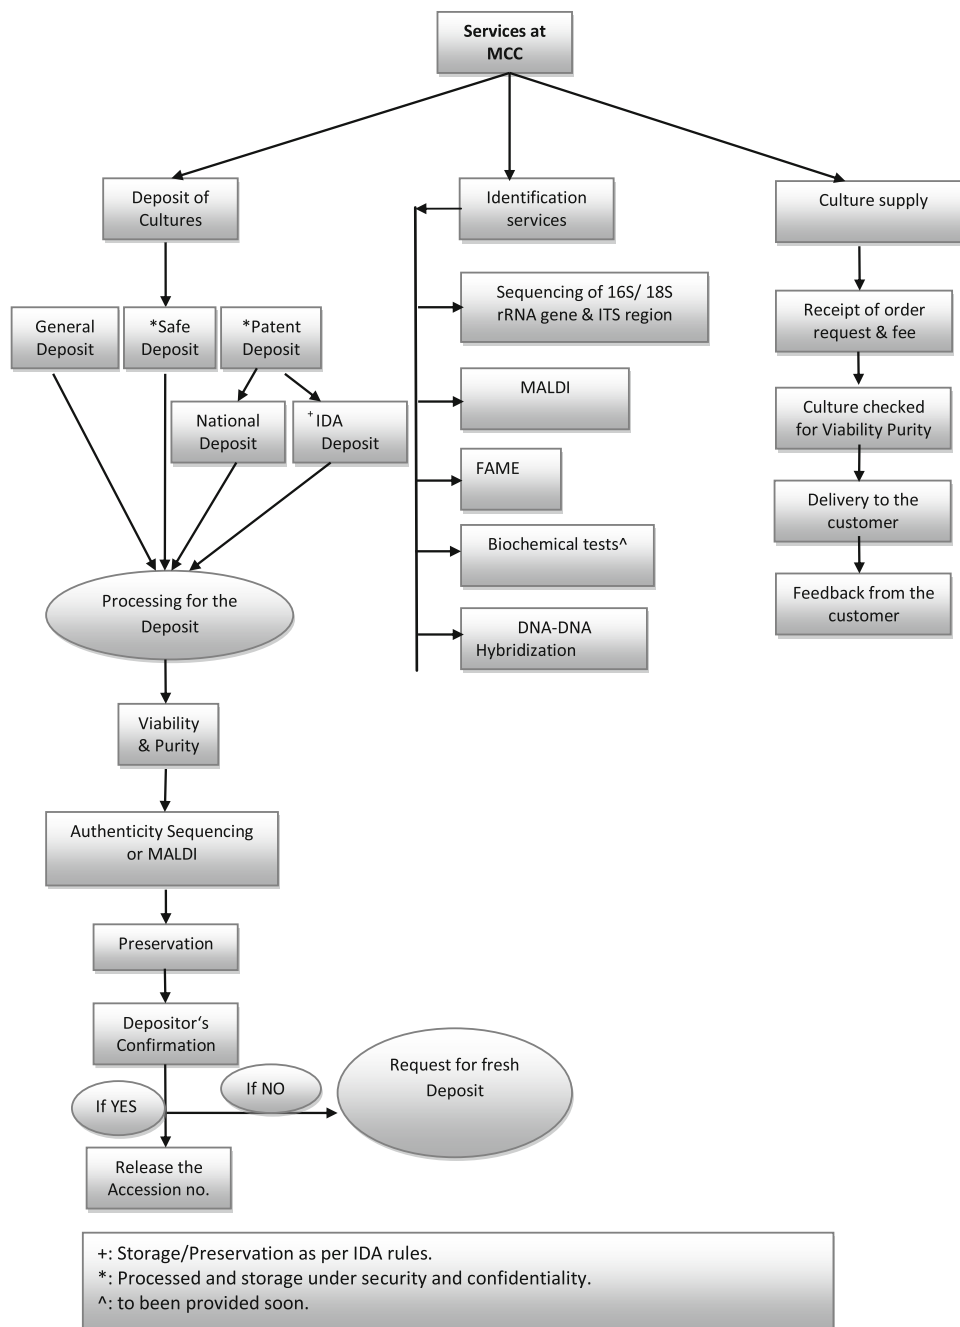 Services at
MCC
Deposit of
Cultures
Identification
services
Culture supply
General
Deposit
*Safe
Deposit
*Patent
Deposit
National
Deposit
+IDA
Deposit
Processing for the
Deposit
Viability
& Purity
Authenticity Sequencing
or MALDI
Preservation
Depositor‘s
Confirmation
If YES
If NO
Request for fresh
Deposit
Release the
Accession no.
Sequencing of 16S/ 18S
rRNA gene & ITS region
MALDI
FAME
Biochemical tests^
DNA-DNA
Hybridization
Receipt of order
request & fee
Culture checked
for Viability Purity
Delivery to the
customer
Feedback from the
customer
+: Storage/Preservation as per IDA rules.
*: Processed and storage under security and confidentiality.
^: to been provided soon.